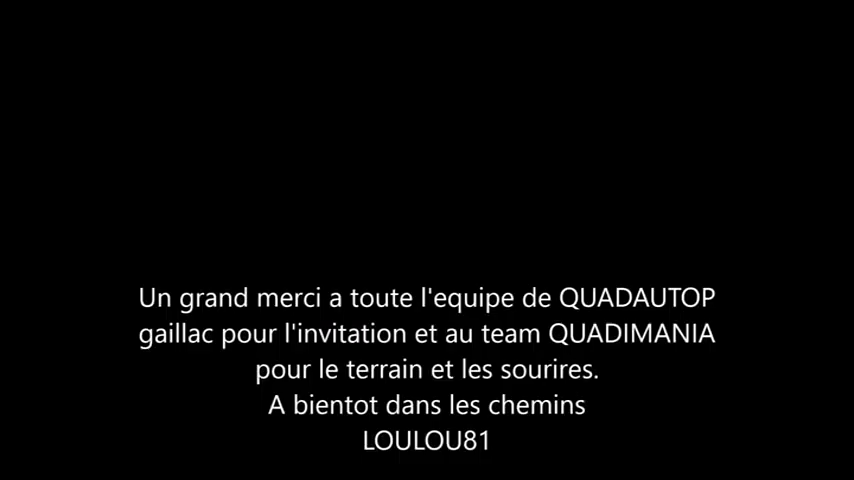 Un grand merci a toute l'equipe de QUADAUTOP
gaillac pour l'invitation et au team QUADIMANIA
pour le terrain et les sourires.
A bientot dans les chemins
LOULOU81